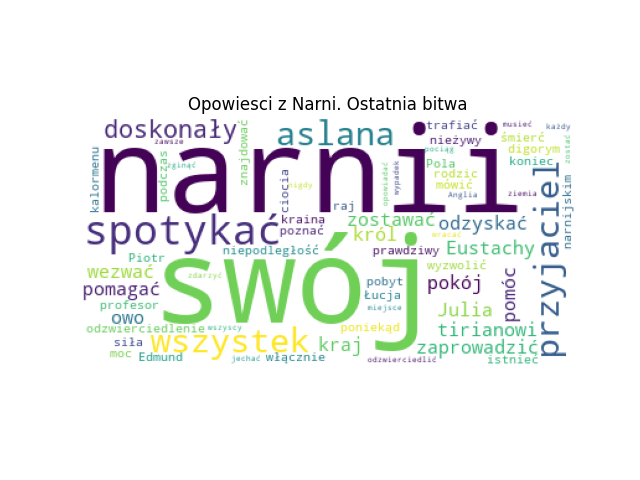 Opowiesci z Narni. Ostatnia bitwa
doskonały
zawsze
znajdować
aslana
trafiać
musieć
każdy
śmierć
nieżywy
digorym
zostać
kalormenu
narnii
podczas
zginąć
ciocia
nigdy
opowiadać
wypadek
pociąg
Pola
koniec
rodzic
mówić
Anglia
ziemia
narnijskim
raj
kraina
poznać
zostawać
król
odzyskać
wracać
przyjaciel
spotykać
Piotr
niepodległość
prawdziwy
Eustachy
wezwać
zdarzyć
swój
pobyt
wyzwolić
pomagać
Łucja
pokój
pomóc
profesor
miejsce
Julia
owo
odzwierciedlenie
wszyscy
poniekąd
tirianowi
siła
wszystek
kraj
zaprowadzić
moc
Edmund
jechać
włącznie
odzwierciedlić
istnieć